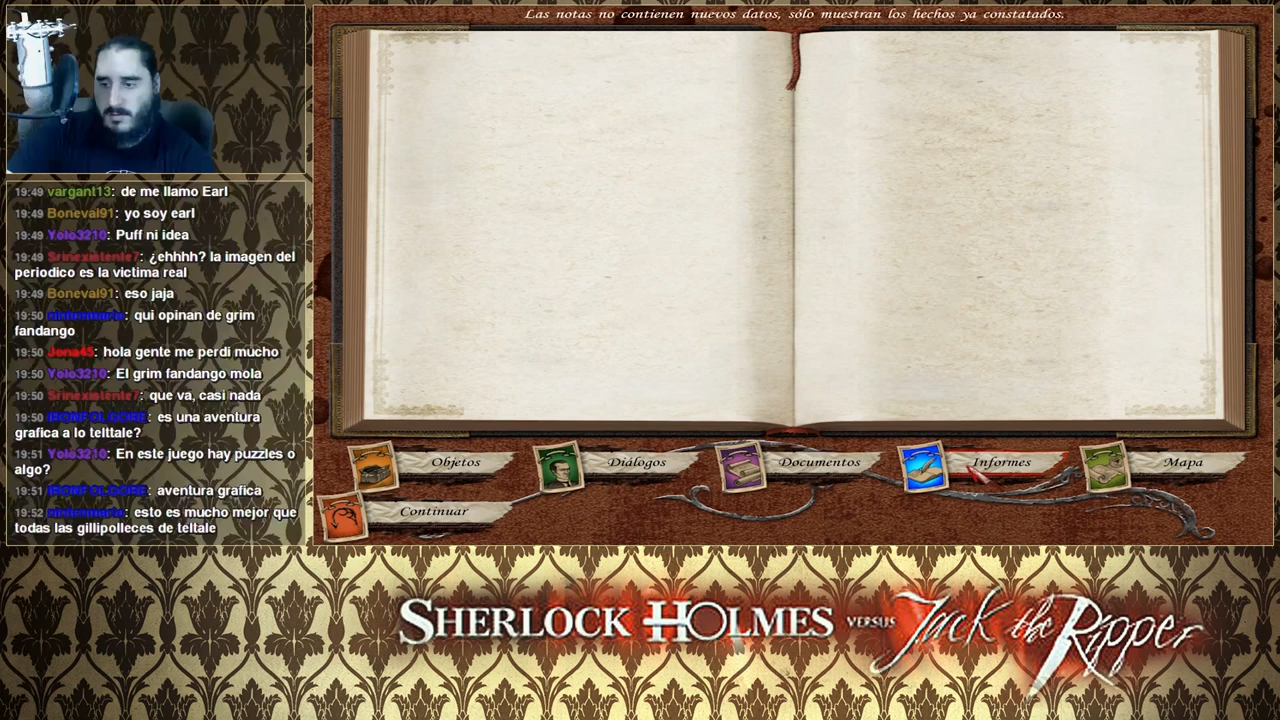 Las notas no contienen nuevos datos, sólo muestran los hechos ya constatados.
19:49 vargant13: de me llamo Earl
19:49 Boneval91: yo soy earl
19:49 Yolo3210: Puff ni idea
19:49 Srinexistente7: ¿ehhhh? la imagen del
periodico es la victima real
19:49 Boneval91: eso jaja
19:50 : qui opinan de grim
fandango
19:50 Jona45: hola gente me perdi mucho
19:50 Yolo3210: El grim fandango mola
19:50 Srinexistente7: que va, casi nada
19:50 IRONFOLGORE: es una aventura
grafica a lo telttale?
19:51 Yolo3210: En este juego hay puzzles o
algo?
19:51 IRONFOLGORE: aventura grafica
19:52 : esto es mucho mejor que
todas las gillipolleces de teltale
Objetos
Diálogos
Documentos
Informes
Mapa
Continuar
SHERLOCK HOLMES VERSUS Jack the Ripper